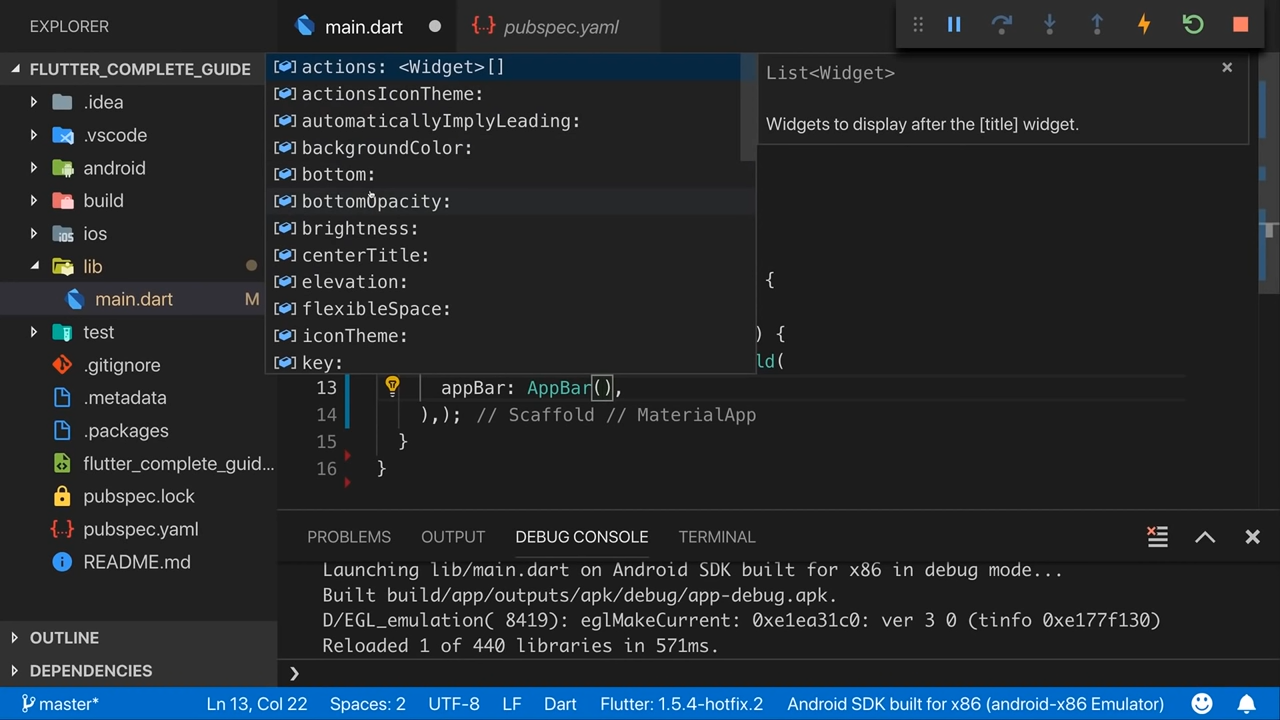 EXPLORER
main.dart
pubspec.yaml
FLUTTER_COMPLETE_GUIDE
.idea
.vscode
android
build
ios
lib
main.dart
M
test
.gitignore
.metadata
.packages
flutter_complete_guid...
pubspec.lock
pubspec.yaml
README.md
OUTLINE
DEPENDENCIES
actions: <Widget>[]
actionsIconTheme:
automaticallyImplyLeading:
backgroundColor:
bottom:
bottomOpacity:
brightness:
centerTitle:
elevation:
flexibleSpace:
iconTheme:
key:
List<Widget>
Widgets to display after the [title] widget.
{
) {
ld(
13 appBar: AppBar(),
14 ),); // Scaffold // MaterialApp
15 }
16 }
PROBLEMS OUTPUT DEBUG CONSOLE TERMINAL
Launching lib/main.dart on Android SDK built for x86 in debug mode...
Built build/app/outputs/apk/debug/app-debug.apk.
D/EGL_emulation( 8419): eglMakeCurrent: 0xe1ea31c0: ver 3 0 (tinfo 0xe177f130)
Reloaded 1 of 440 libraries in 571ms.
master* Ln 13, Col 22 Spaces: 2 UTF-8 LF Dart Flutter: 1.5.4-hotfix.2 Android SDK built for x86 (android-x86 Emulator)